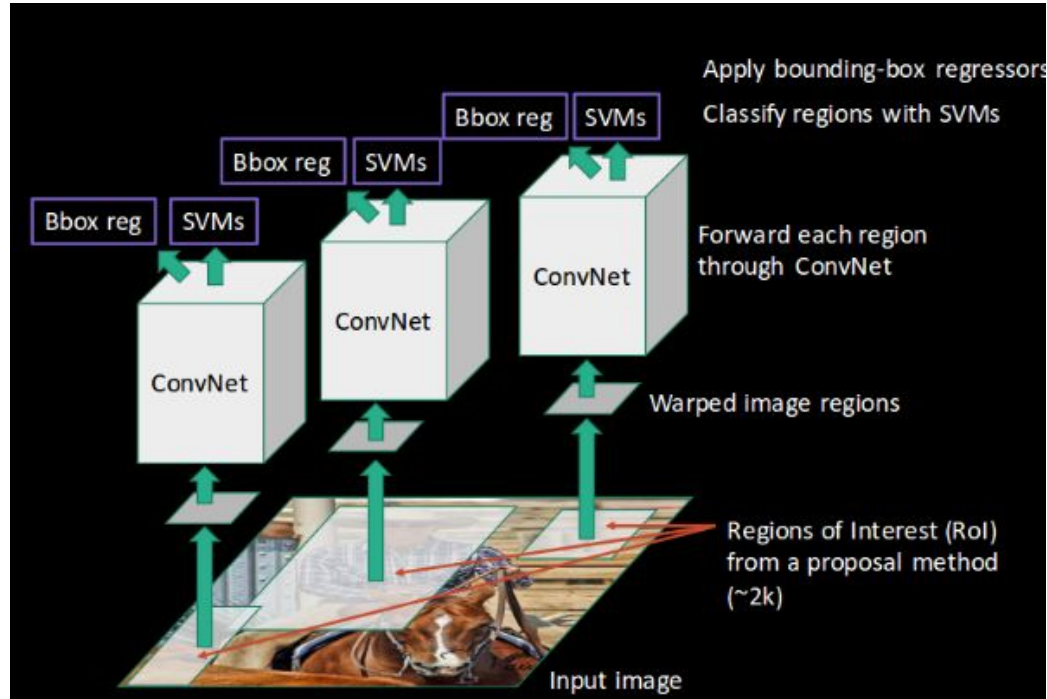 Apply bounding-box regressors
Bbox reg
SVMs
Classify regions with SVMs
Bbox reg
SVMs
Bbox reg
SVMs
Forward each region
through ConvNet
ConvNet
ConvNet
ConvNet
Warped image regions
Regions of Interest (RoI)
from a proposal method
(~2k)
Input image